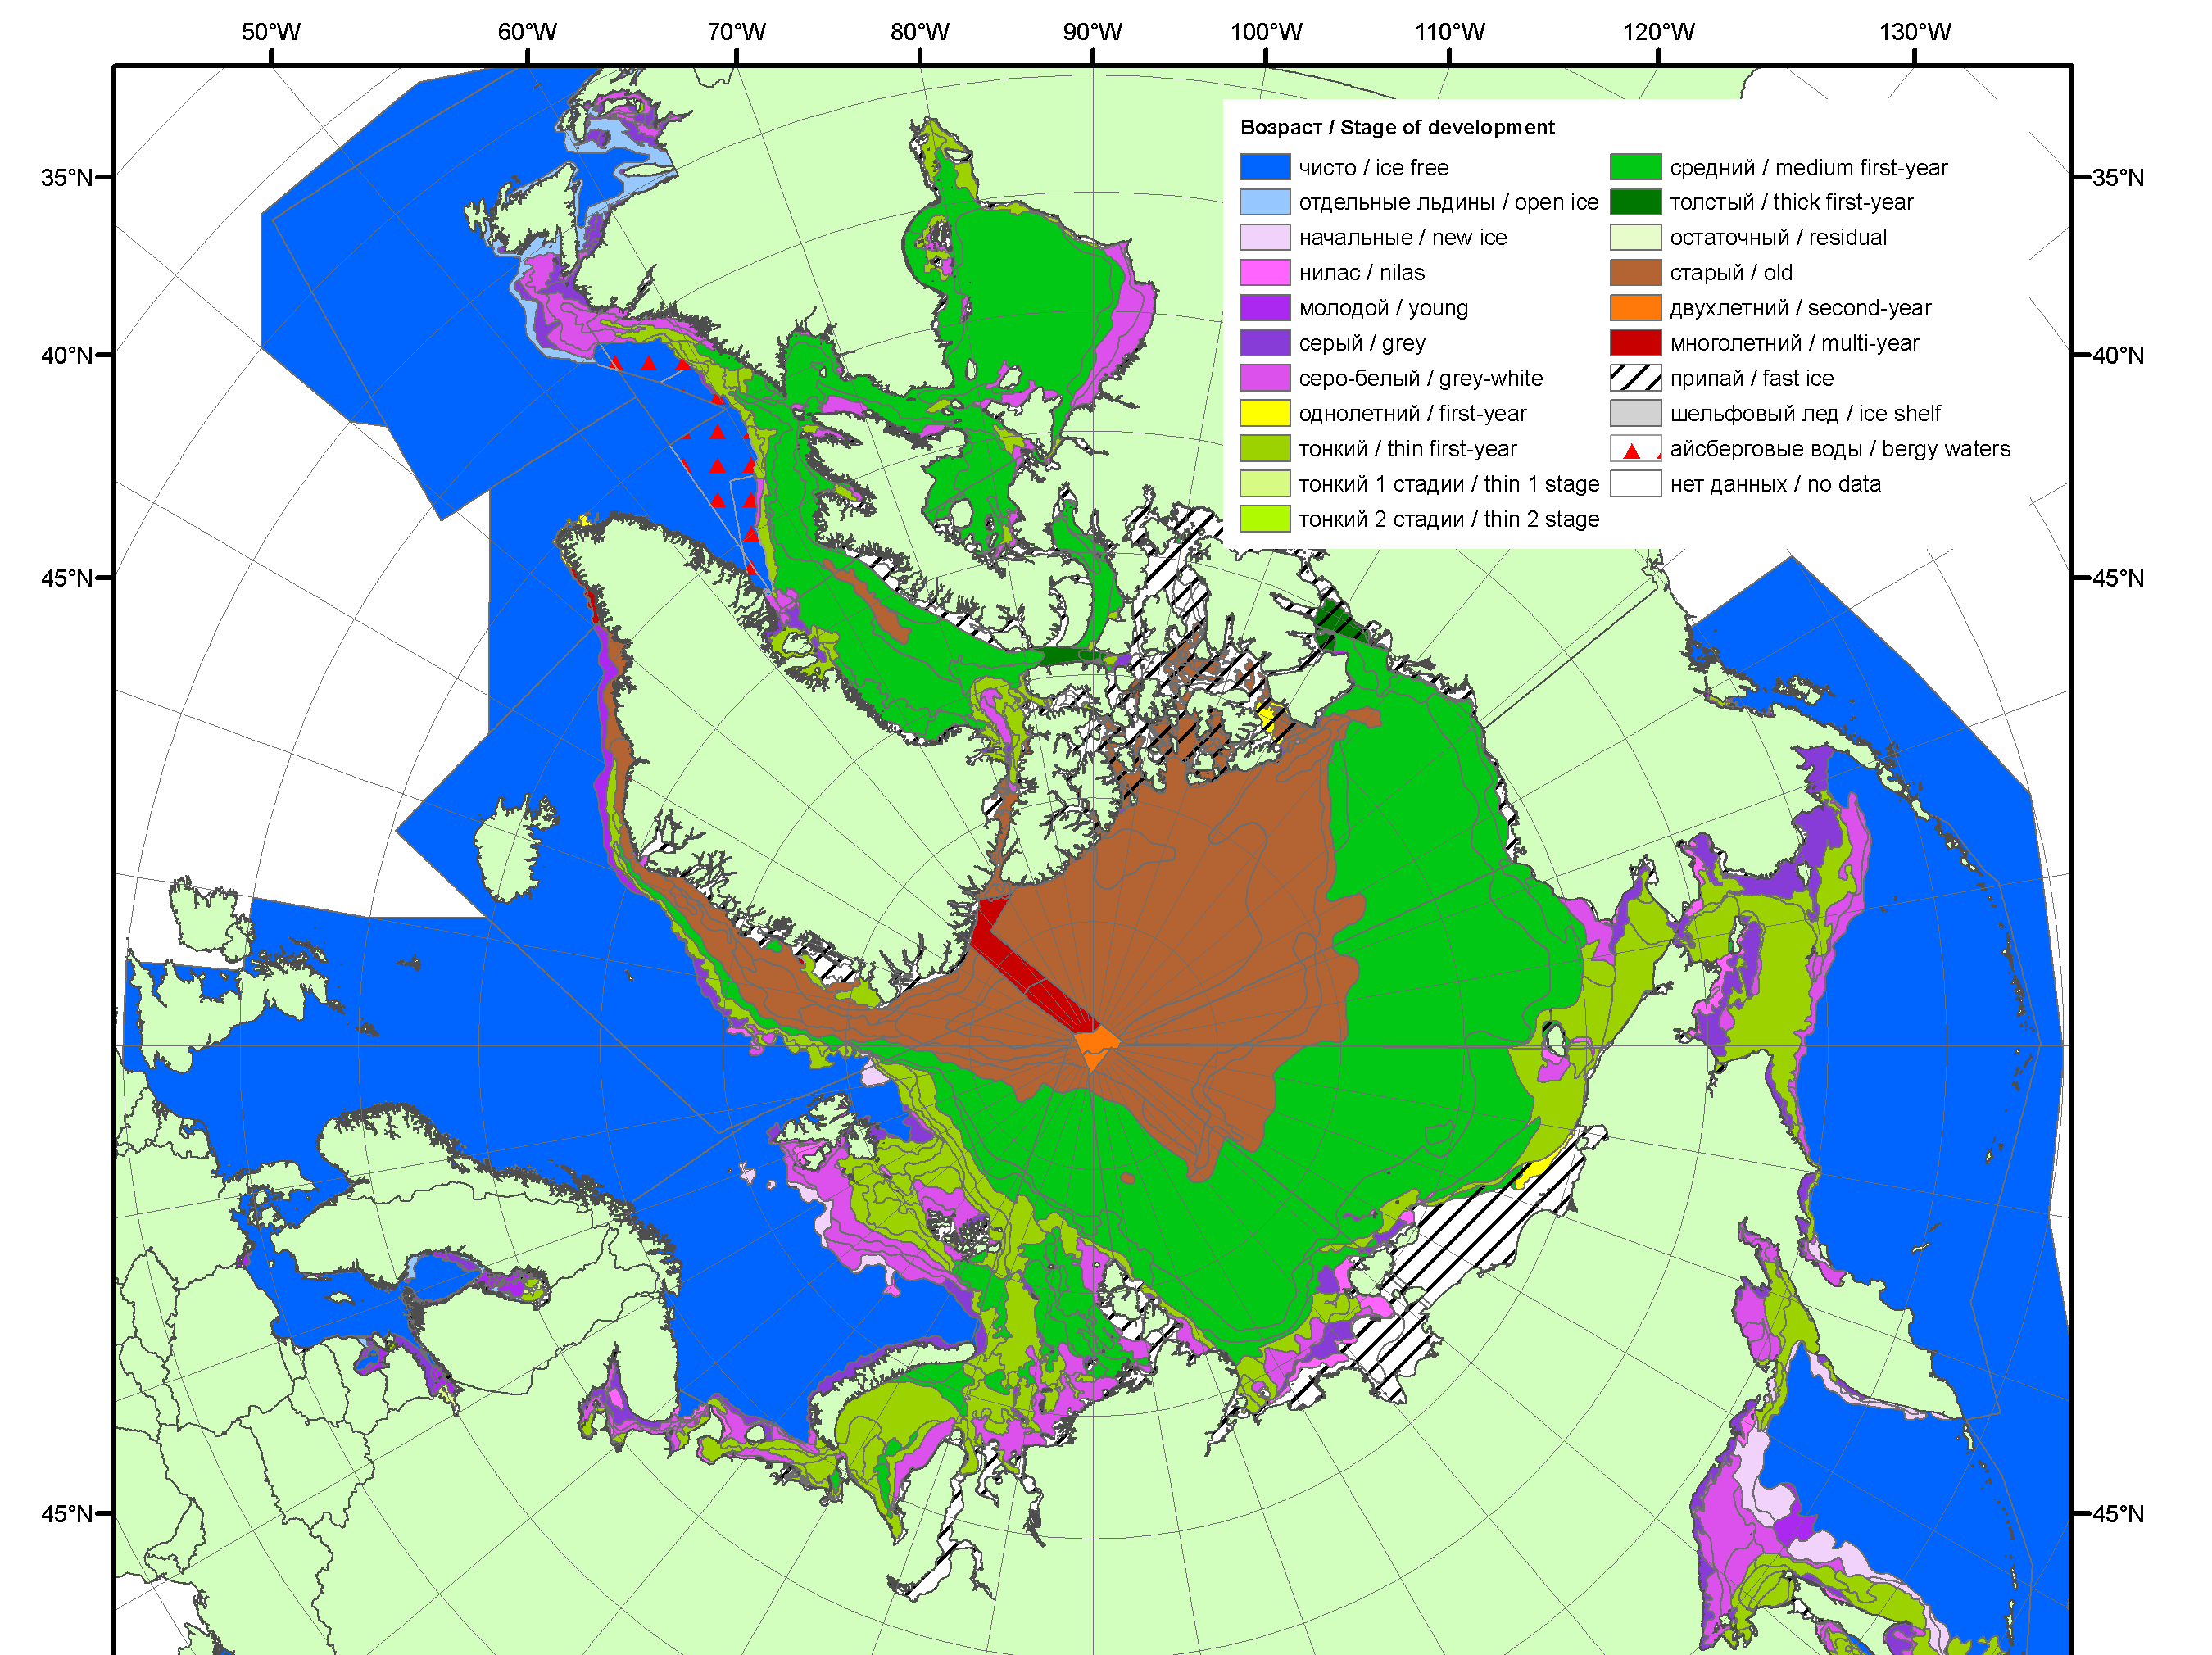 50°W 60°W 70°W 80°W 90°W 100°W 110°W 120°W 130°W
Возраст / Stage of development
чисто / ice free
отдельные льдины / open ice
начальные / new ice
нилас / nilas
молодой / young
серый / grey
серо-белый / grey-white
однолетний / first-year
тонкий / thin first-year
тонкий 1 стадии / thin 1 stage
тонкий 2 стадии / thin 2 stage
средний / medium first-year
толстый / thick first-year
остаточный / residual
старый / old
двухлетний / second-year
многолетний / multi-year
припай / fast ice
шельфовый лед / ice shelf
айсберговые воды / bergy waters
нет данных / no data
35°N 35°N
40°N 40°N
45°N 45°N
45°N 45°N